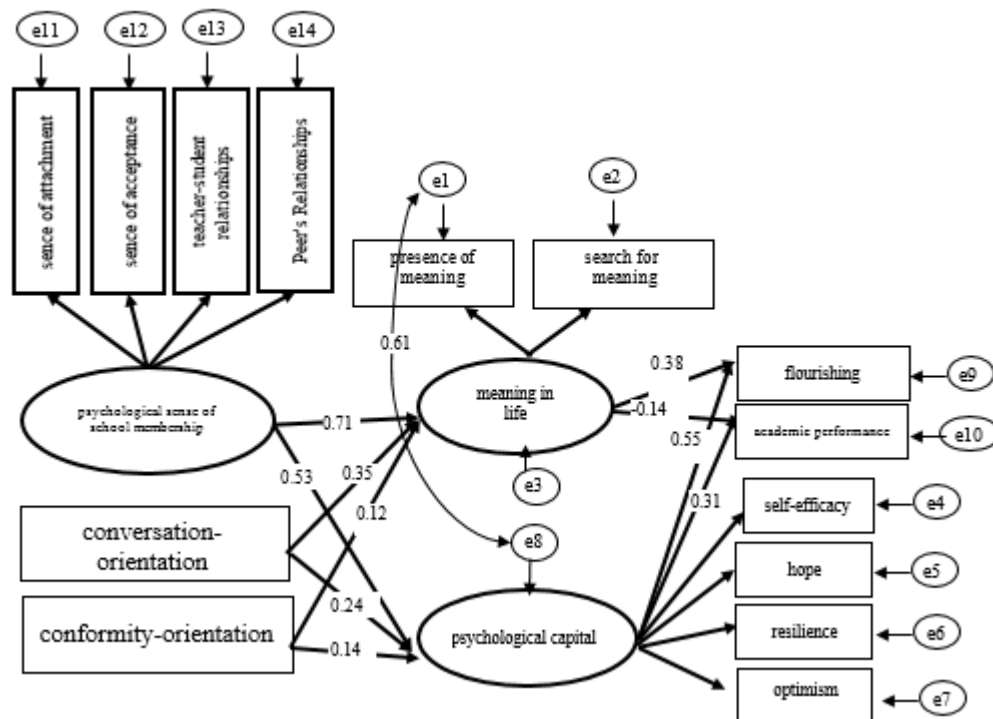 e11
e12
e13
e14
sence of attachment
sence of acceptance
teacher-student
relationships
Peer's Relationships
e1
e2
presence of
meaning
search for
meaning
0.61
0.38
flourishing
e9
psychological sense of
school membership
meaning in
life
0.71
-0.14
academic performance
e10
0.55
0.53
0.35
0.12
e3
0.31
self-efficacy
e4
conversation-
orientation
e8
hope
e5
0.24
conformity-orientation
0.14
psychological capital
resilience
e6
optimism
e7